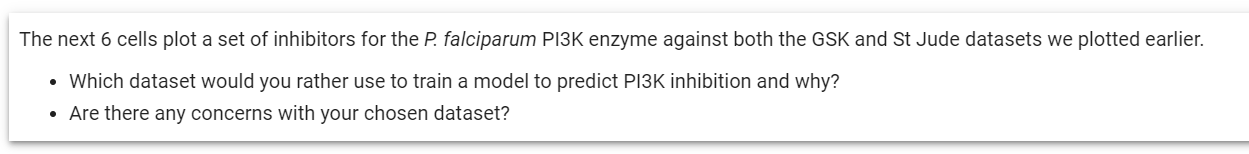 The next 6 cells plot a set of inhibitors for the P. falciparum PI3K enzyme against both the GSK and St Jude datasets we plotted earlier.
• Which dataset would you rather use to train a model to predict PI3K inhibition and why?
• Are there any concerns with your chosen dataset?